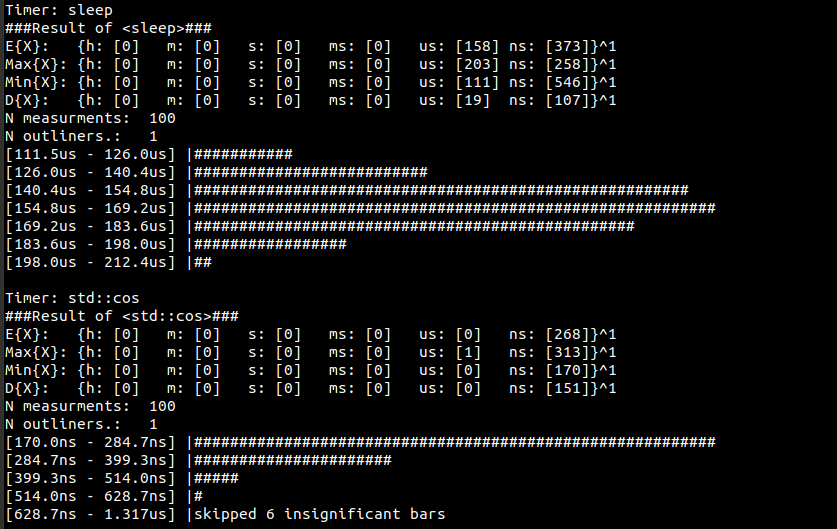 Timer: sleep
###Result of <sleep>###
E{X}:   {h: [0]   m: [0]   s: [0]   ms: [0]   us: [158] ns: [373]}^1
Max{X}: {h: [0]   m: [0]   s: [0]   ms: [0]   us: [203] ns: [258]}^1
Min{X}: {h: [0]   m: [0]   s: [0]   ms: [0]   us: [111] ns: [546]}^1
D{X}:   {h: [0]   m: [0]   s: [0]   ms: [0]   us: [19]  ns: [107]}^1
N measurments:  100
N outliners.:   1
[111.5us - 126.0us] |###########
[126.0us - 140.4us] |##########################
[140.4us - 154.8us] |#######################################################
[154.8us - 169.2us] |##########################################################
[169.2us - 183.6us] |#################################################
[183.6us - 198.0us] |#################
[198.0us - 212.4us] |##
Timer: std::cos
###Result of <std::cos>###
E{X}:   {h: [0]   m: [0]   s: [0]   ms: [0]   us: [0]   ns: [268]}^1
Max{X}: {h: [0]   m: [0]   s: [0]   ms: [0]   us: [1]   ns: [313]}^1
Min{X}: {h: [0]   m: [0]   s: [0]   ms: [0]   us: [0]   ns: [170]}^1
D{X}:   {h: [0]   m: [0]   s: [0]   ms: [0]   us: [0]   ns: [151]}^1
N measurments:  100
N outliners.:   1
[170.0ns - 284.7ns] |##########################################################
[284.7ns - 399.3ns] |######################
[399.3ns - 514.0ns] |#####
[514.0ns - 628.7ns] |#
[628.7ns - 1.317us] |skipped 6 insignificant bars